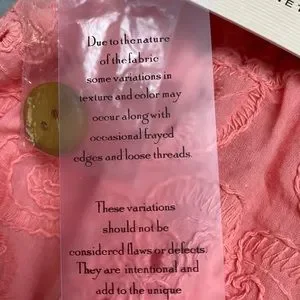 Due to the nature
of the fabric
some variations in
texture and color may
occur along with
occasional frayed
edges and loose threads.
These variations
should not be
considered flaws or defects.
They are intentional and
add to the unique